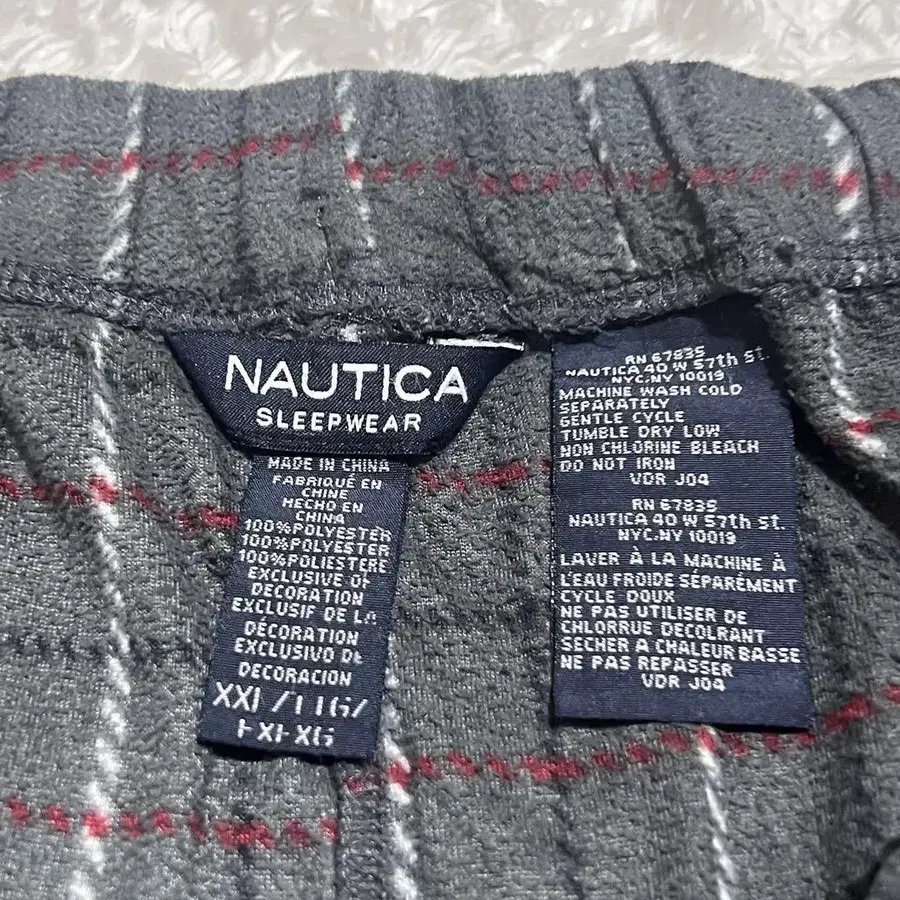 NAUTICA
SLEEPWEAR
MADE IN CHINA
FABRIQUÉ EN
CHINE
HECHO EN
CHINA
100%POLYESTER
100%POLYESTER
100%POLIESTERE
EXCLUSIVE OF
DECORATION
EXCLUSIF DE LA
DÉCORATION
EXCLUSIVO DE
DECORACION
RN 67835
NAUTICA 40 W 57th St.
NYC.NY 10019
MACHINE WASH COLD
SEPARATELY
GENTLE CYCLE
TUMBLE DRY LOW
NON CHLORINE BLEACH
DO NOT IRON
VDR J04
RN 67835
NAUTICA 40 W 57th St.
NYC.NY 10019
LAVER À LA MACHINE À
L'EAU FROIDE SÉPARÉMENT
CYCLE DOUX
NE PAS UTILISER DE
CHLORRUE DECOLRANT
SECHER A CHALEUR BASSE
NE PAS REPASSER
VDR J04